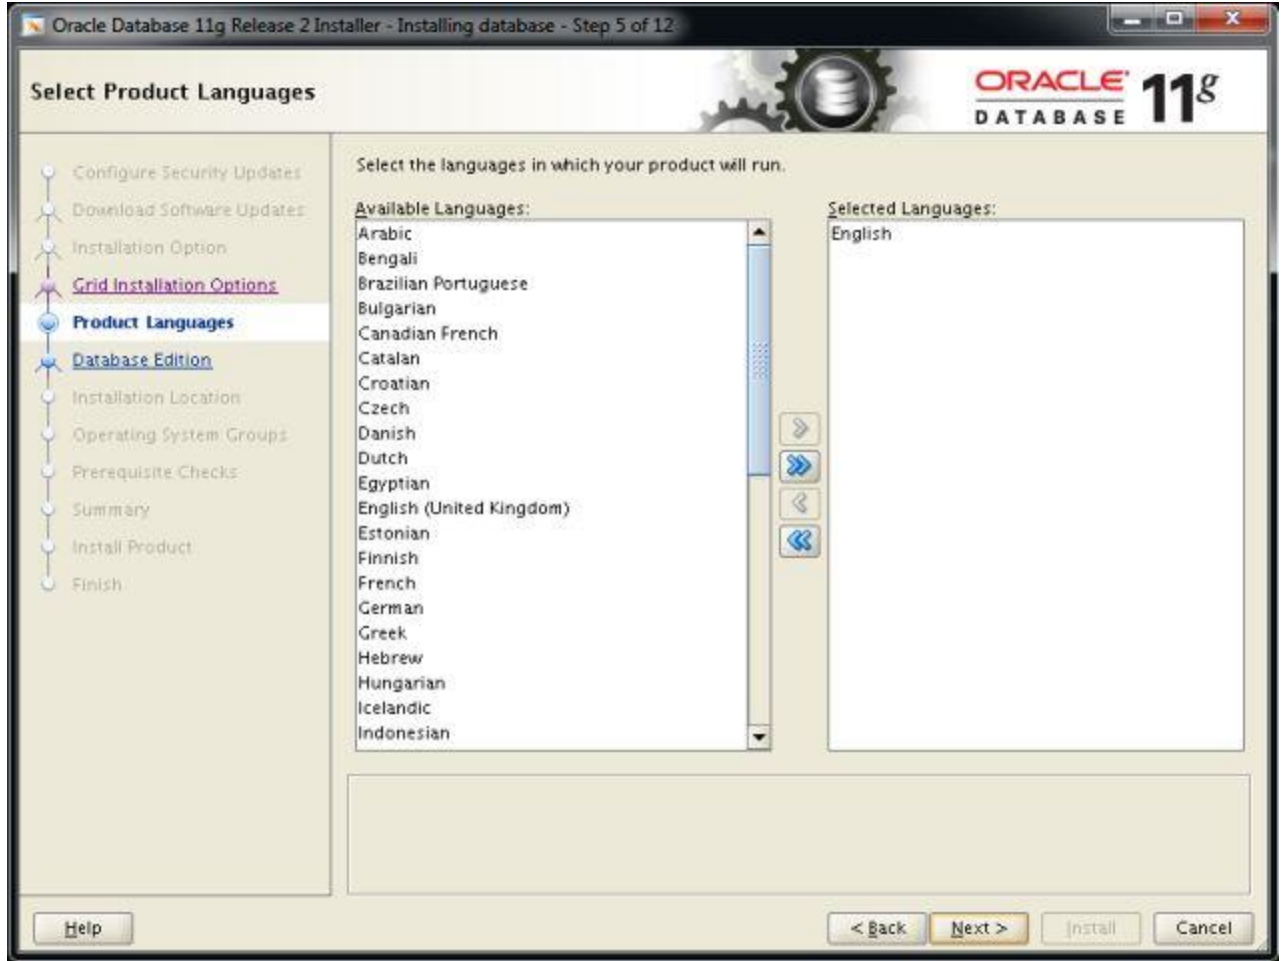 Oracle Database 11g Release 2 Installer - Installing database - Step 5 of 12
Select Product Languages
ORACLE
DATABASE
11g
Configure Security Updates
Download Software Updates
Installation Option
Grid Installation Options
Product Languages
Database Edition
Installation Location
Operating System Groups
Prerequisite Checks
Summary
Install Product
Finish
Select the languages in which your product will run.
Available Languages:
Arabic
Bengali
Brazilian Portuguese
Bulgarian
Canadian French
Catalan
Croatian
Czech
Danish
Dutch
Egyptian
English (United Kingdom)
Estonian
Finnish
French
German
Greek
Hebrew
Hungarian
Icelandic
Indonesian
Selected Languages:
English
Help
< Back
Next >
Install
Cancel